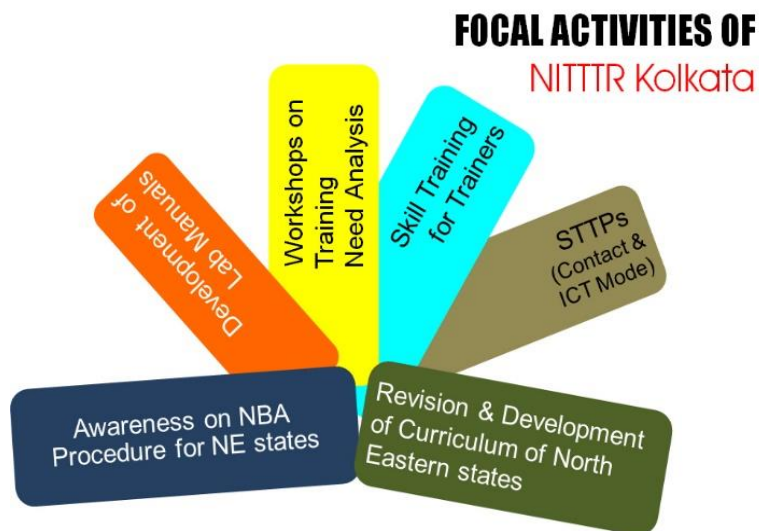 FOCAL ACTIVITIES OF
NITTTR Kolkata
Awareness on NBA
Procedure for NE states
Development of
Lab Manuals
Workshops on
Training
Need Analysis
Skill Training
for Trainers
STTPs
(Contact &
ICT Mode)
Revision & Development
of Curriculum of North
Eastern states